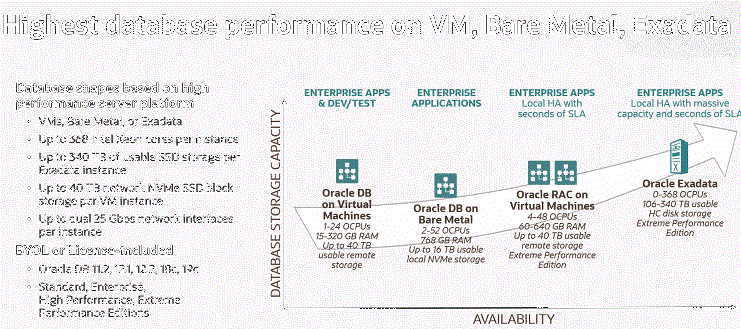 Highest database performance on VM, Bare Metal, Exadata
Database shapes based on high
performance server platform
• VMs, Bare Metal, or Exadata
• Up to 368 Intel Xeon cores per instance
• Up to 340 TB of usable SSD storage per
Exadata instance
• Up to 40 TB network NVMe SSD block
storage per VM instance
• Up to dual 25 Gbps network interfaces
per instance
BYOL or License-included
• Oracle DB 11.2, 12.1, 12.2, 18c, 19c
• Standard, Enterprise,
High Performance, Extreme
Performance Editions
DATABASE STORAGE CAPACITY
ENTERPRISE APPS
& DEV/TEST
Oracle DB
on Virtual
Machines
1-24 OCPUs
15-320 GB RAM
Up to 40 TB
usable remote
storage
ENTERPRISE
APPLICATIONS
Oracle DB on
Bare Metal
2-52 OCPUs
768 GB RAM
Up to 16 TB usable
local NVMe storage
ENTERPRISE APPS
Local HA with
seconds of SLA
Oracle RAC on
Virtual Machines
4-48 OCPUs
60-640 GB RAM
Up to 40 TB usable
remote storage
Extreme Performance
Edition
ENTERPRISE APPS
Local HA with massive
capacity and seconds of SLA
Oracle Exadata
0-368 OCPUs
106-340 TB usable
HC disk storage
Extreme Performance
Edition
AVAILABILITY